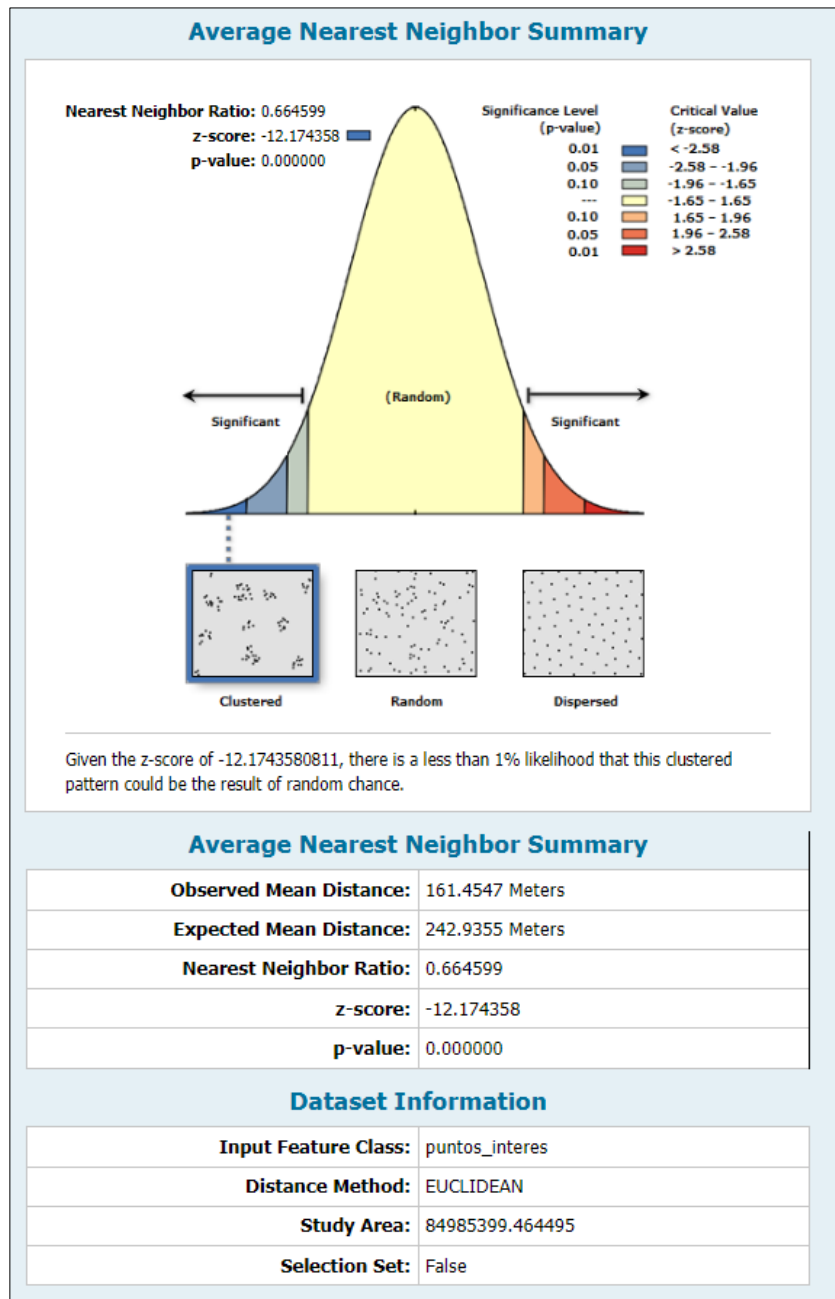 Average Nearest Neighbor Summary
Nearest Neighbor Ratio: 0.664599
z-score: -12.174358
p-value: 0.000000
Significance Level
(p-value)
Critical Value
(z-score)
0.01 < -2.58
0.05 -2.58 - -1.96
0.10 -1.96 - -1.65
--- -1.65 - 1.65
0.10 1.65 - 1.96
0.05 1.96 - 2.58
0.01 > 2.58
(Random)
Significant Significant
Clustered Random Dispersed
Given the z-score of -12.1743580811, there is a less than 1% likelihood that this clustered
pattern could be the result of random chance.
Average Nearest Neighbor Summary
Observed Mean Distance: 161.4547 Meters
Expected Mean Distance: 242.9355 Meters
Nearest Neighbor Ratio: 0.664599
z-score: -12.174358
p-value: 0.000000
Dataset Information
Input Feature Class: puntos_interes
Distance Method: EUCLIDEAN
Study Area: 84985399.464495
Selection Set: False